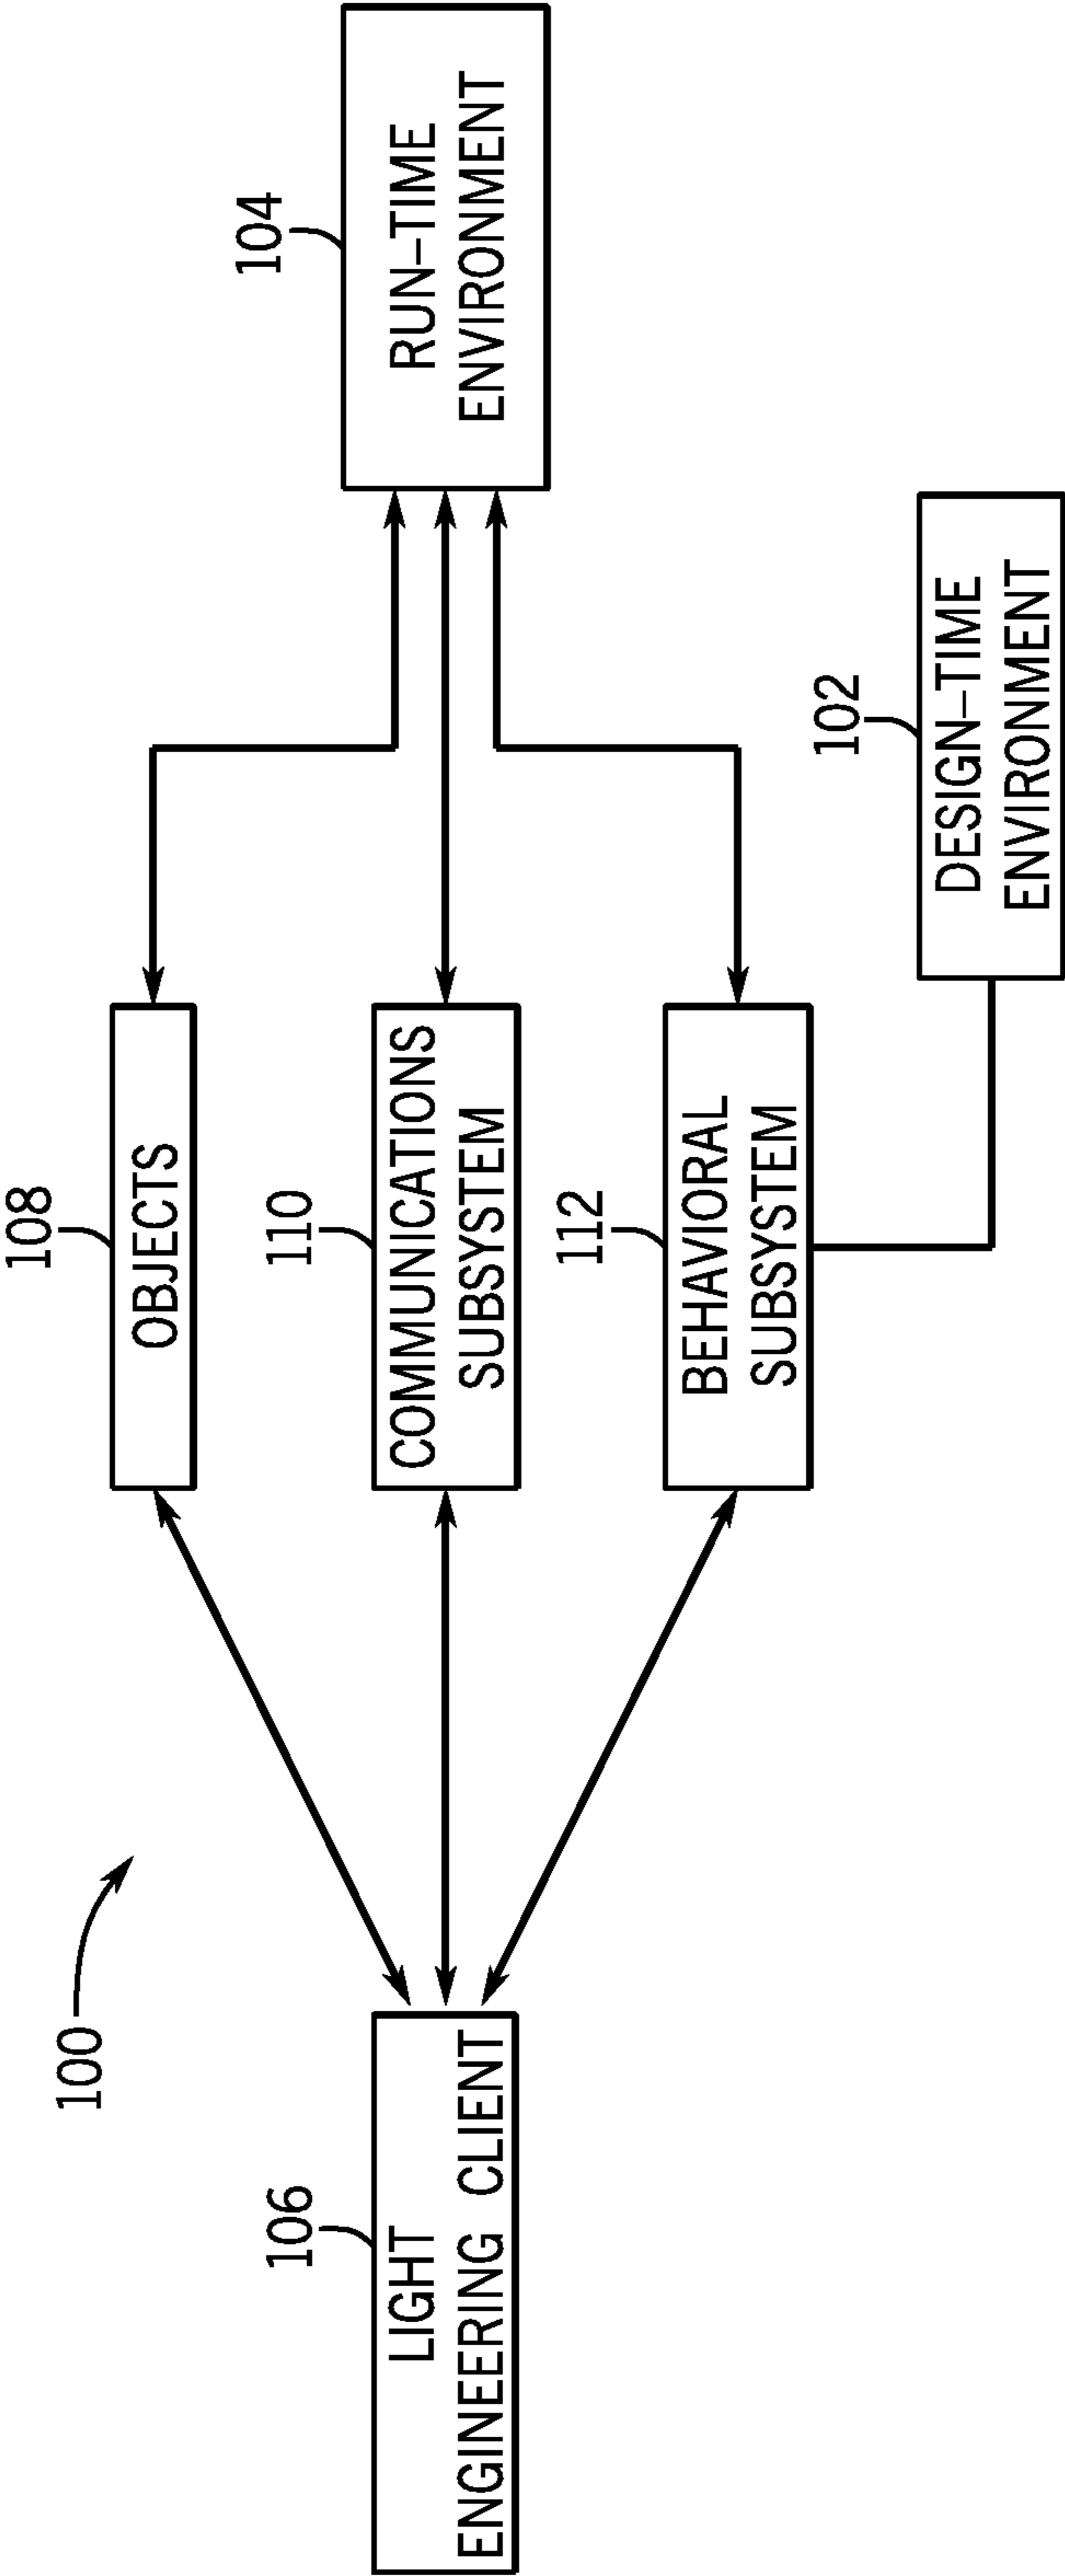 100
106
LIGHT
ENGINEERING CLIENT
108
OBJECTS
110
COMMUNICATIONS
SUBSYSTEM
112
BEHAVIORAL
SUBSYSTEM
104
RUN-TIME
ENVIRONMENT
102
DESIGN-TIME
ENVIRONMENT